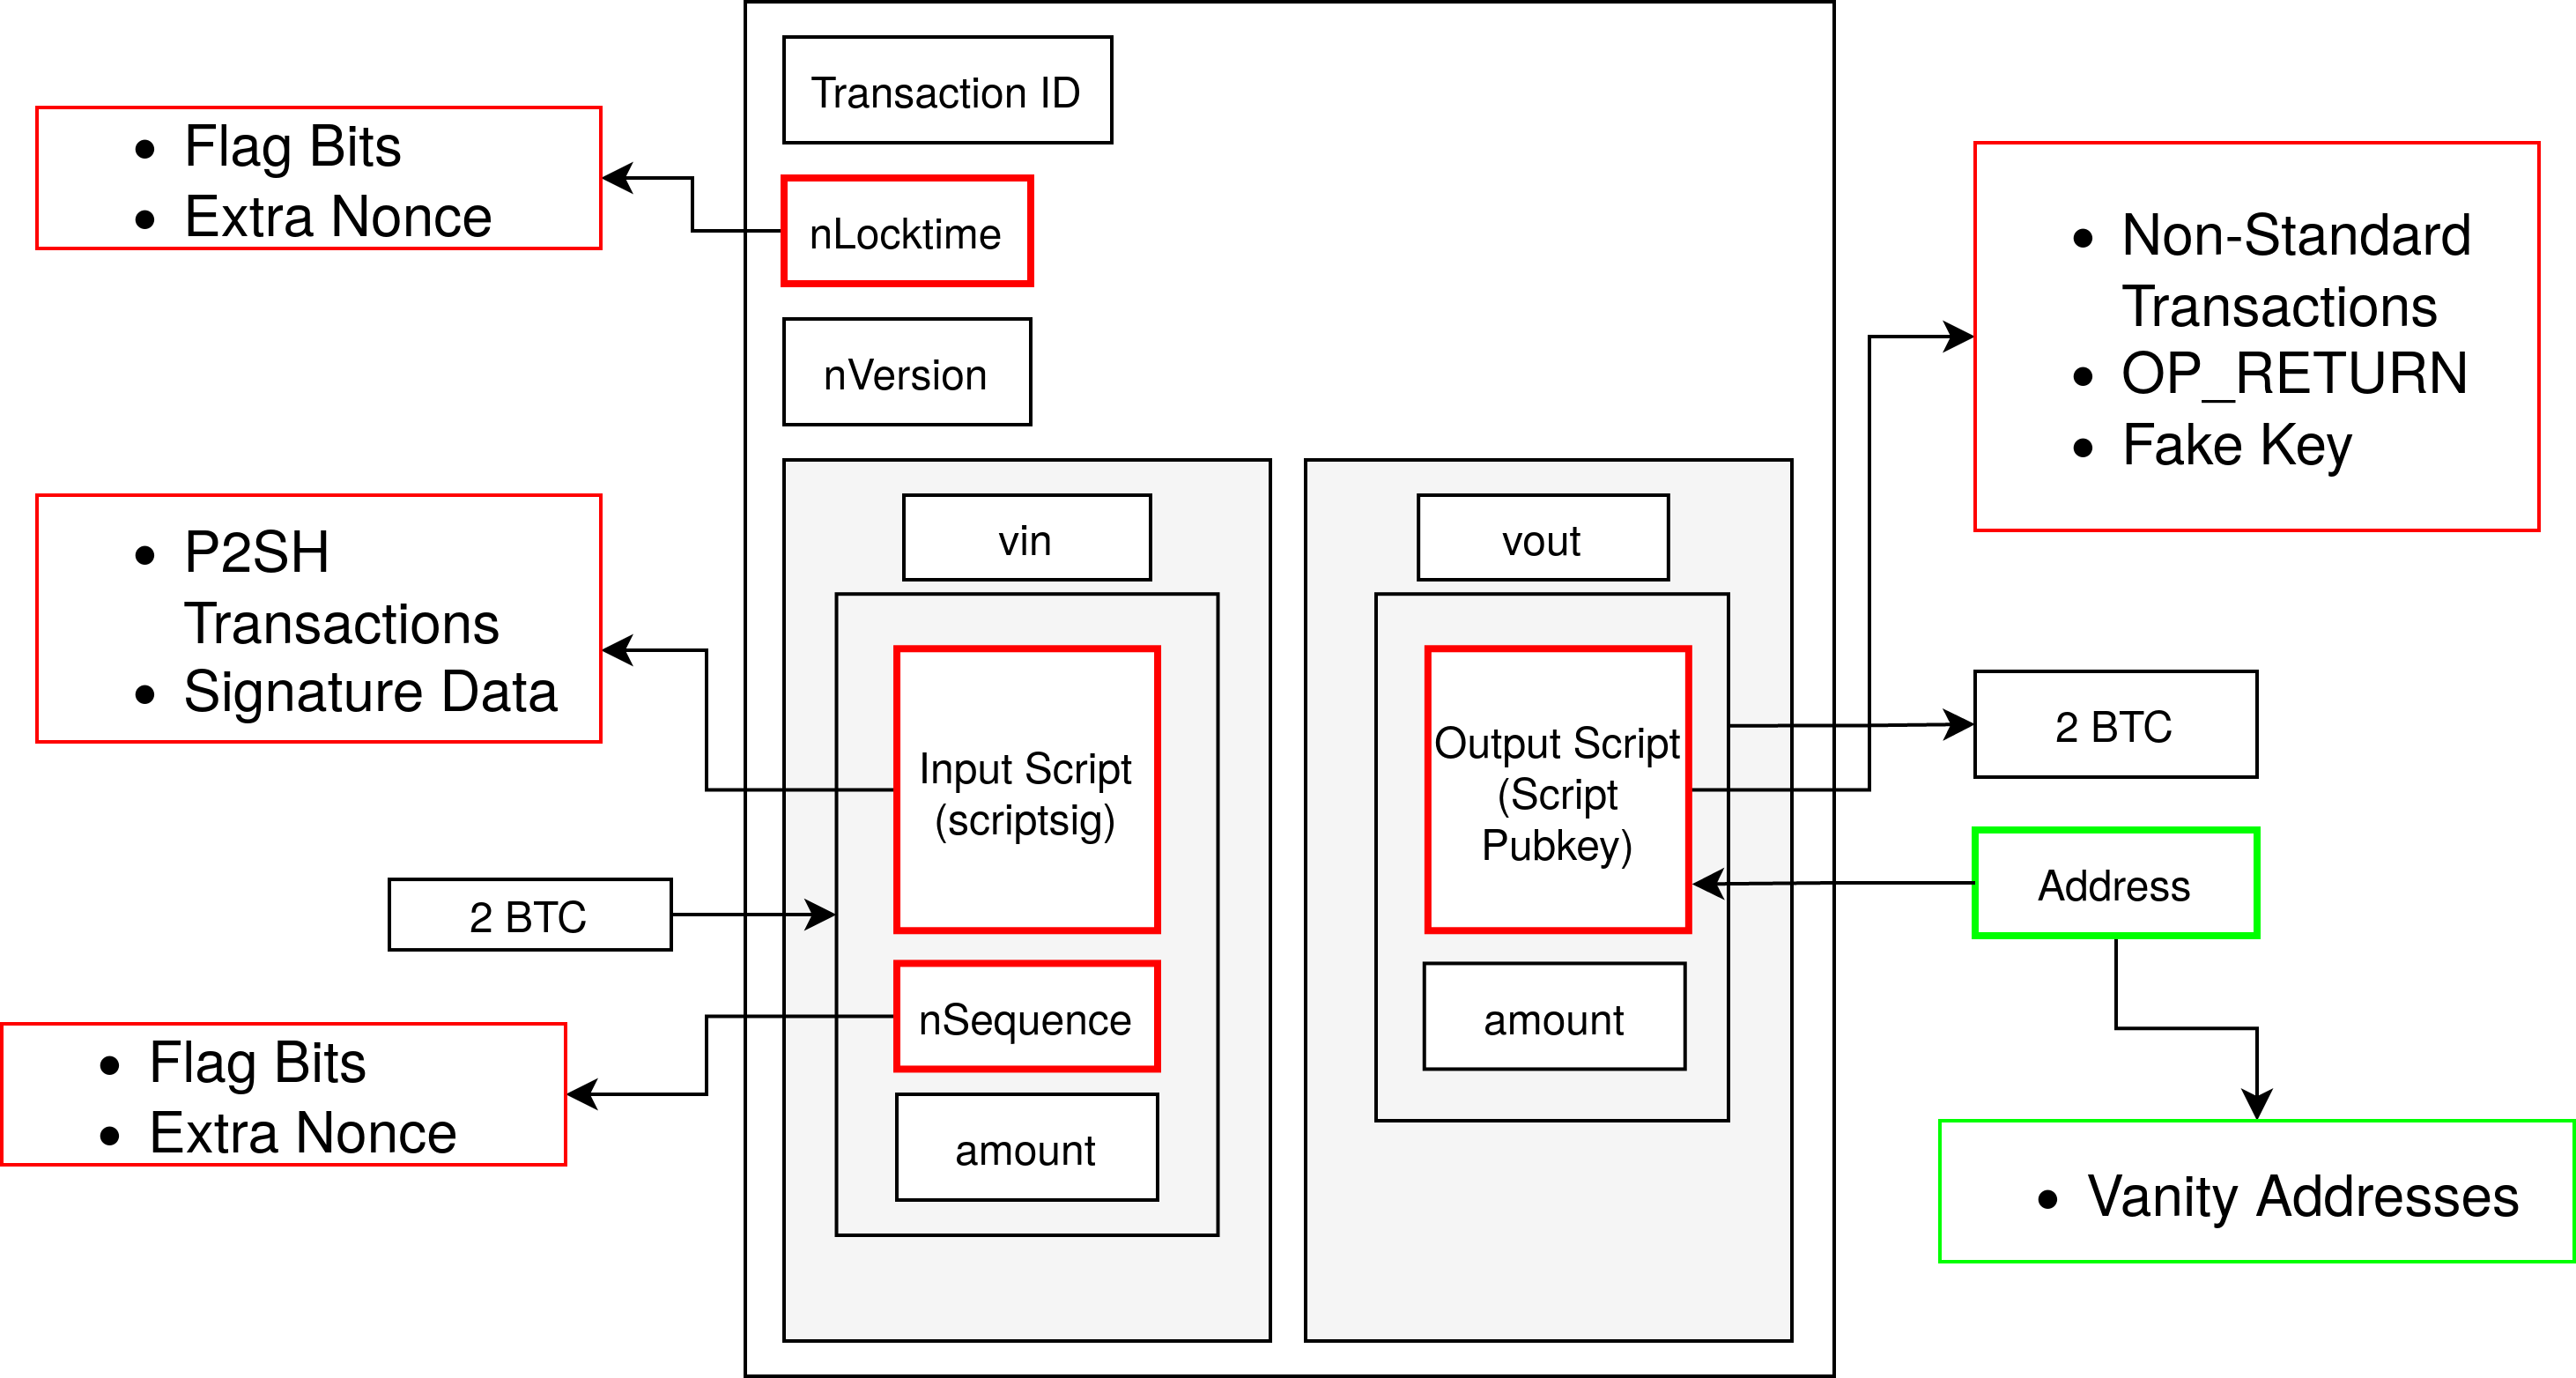 Transaction ID
• Flag Bits
• Extra Nonce
nLocktime
• Non-Standard
Transactions
• OP_RETURN
• Fake Key
nVersion
• P2SH
Transactions
• Signature Data
vin
vout
Input Script
(scriptsig)
Output Script
(Script
Pubkey)
2 BTC
2 BTC
Address
nSequence
amount
• Flag Bits
• Extra Nonce
amount
• Vanity Addresses